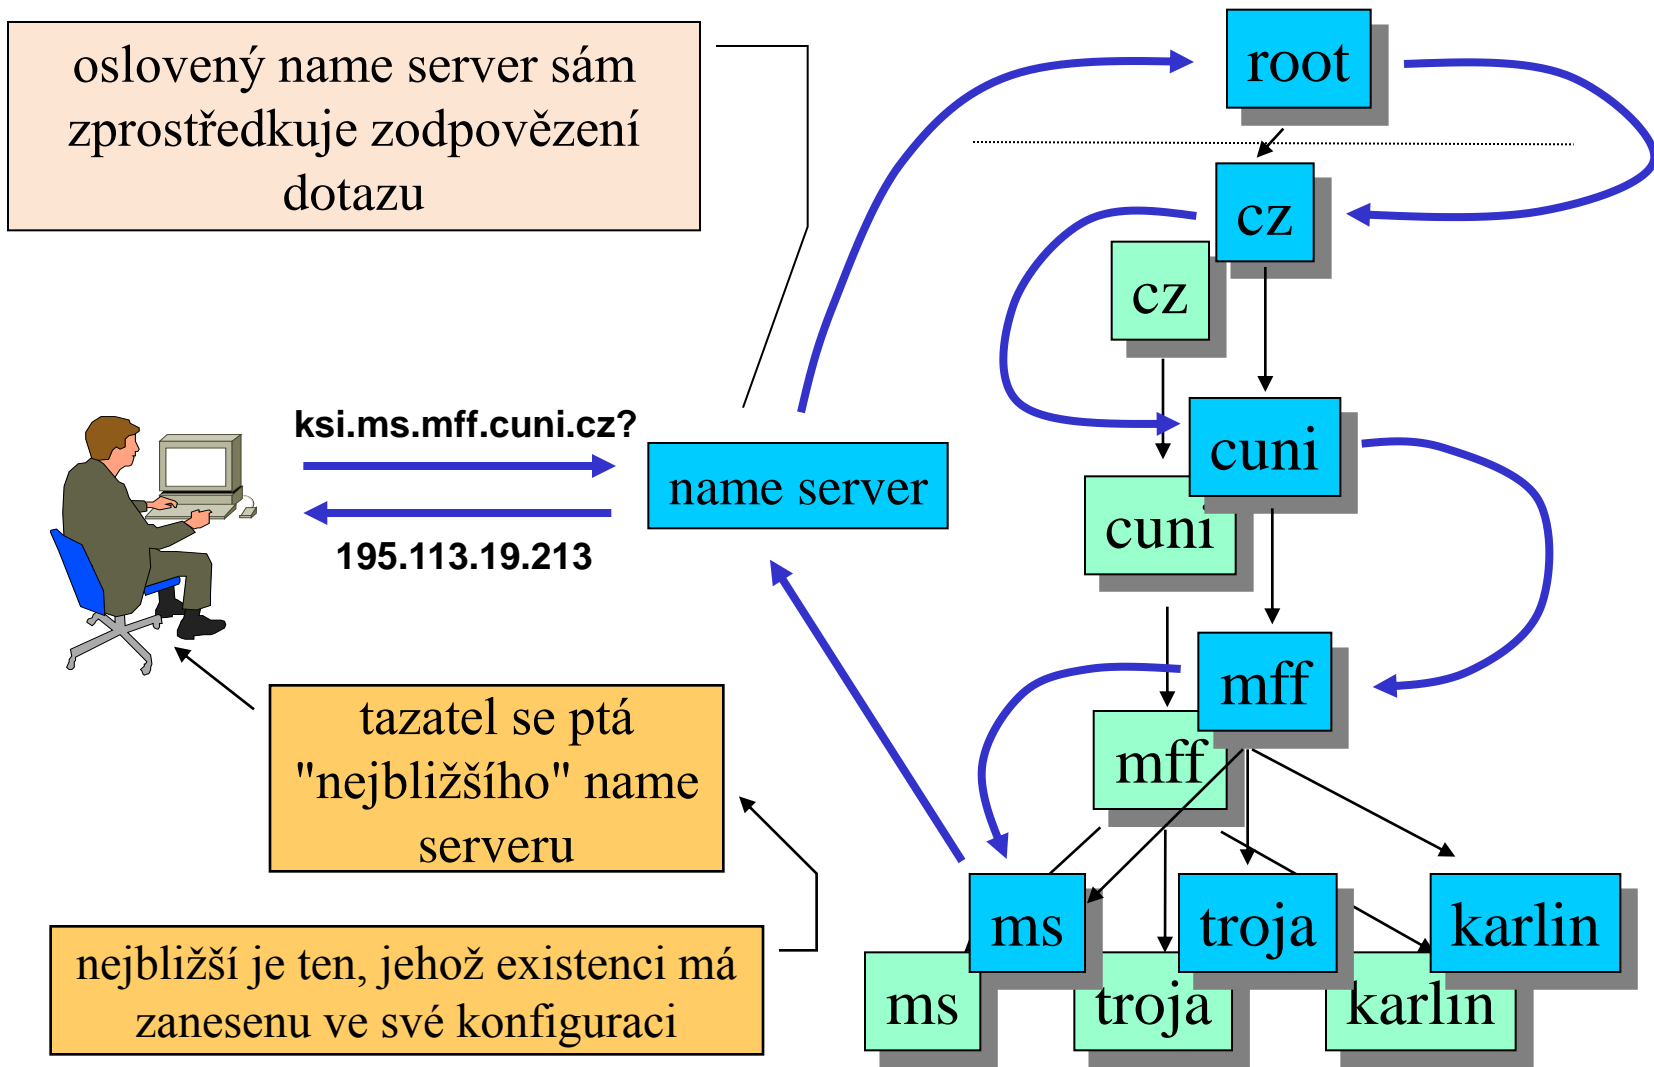 oslovený name server sám
zprostředkuje zodpovězení
dotazu
root
cz
cz
ksi.ms.mff.cuni.cz?
name server
195.113.19.213
cuni
cuni
mff
mff
tazatel se ptá
"nejbližšího" name
serveru
ms
troja
karlin
ms
troja
karlin
nejbližší je ten, jehož existenci má
zanesenu ve své konfiguraci